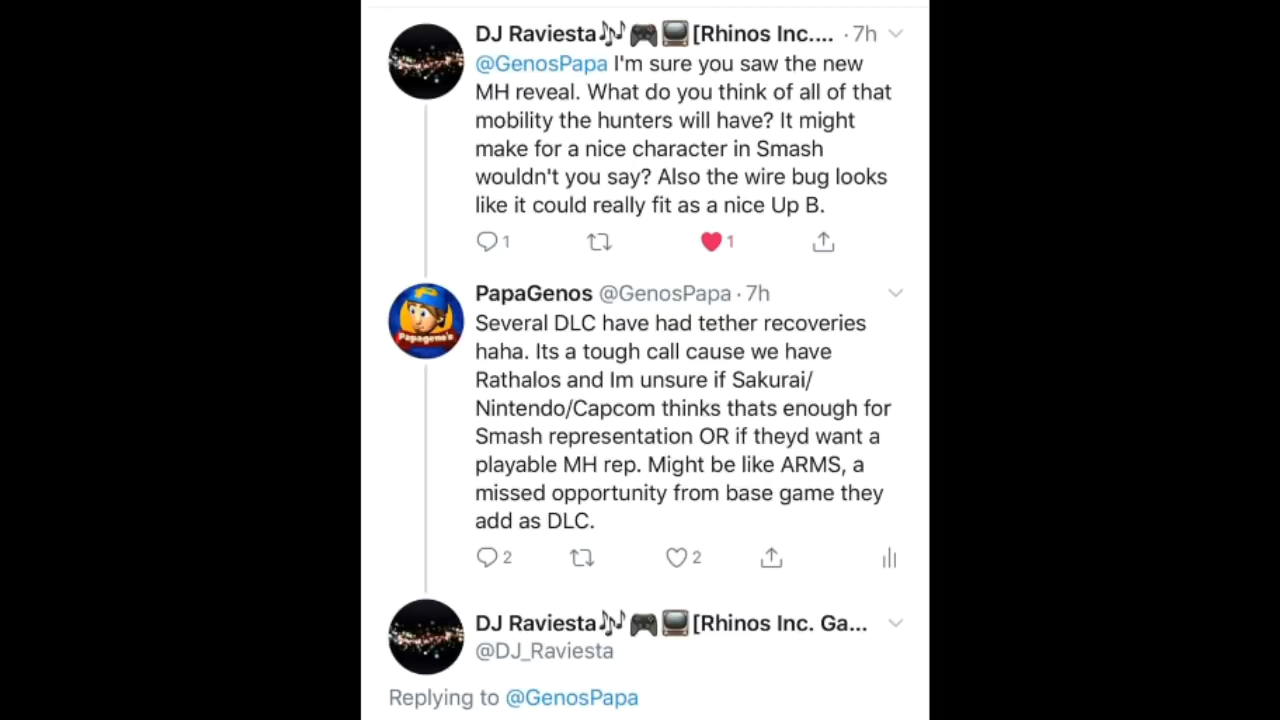 DJ Raviesta🎶🎮📺[Rhinos Inc.... · 7h
@GenosPapa I'm sure you saw the new
MH reveal. What do you think of all of that
mobility the hunters will have? It might
make for a nice character in Smash
wouldn't you say? Also the wire bug looks
like it could really fit as a nice Up B.
1 1
PapaGenos @GenosPapa · 7h
Papageno's
Several DLC have had tether recoveries
haha. Its a tough call cause we have
Rathalos and Im unsure if Sakurai/
Nintendo/Capcom thinks thats enough for
Smash representation OR if theyd want a
playable MH rep. Might be like ARMS, a
missed opportunity from base game they
add as DLC.
2 2
DJ Raviesta🎶🎮📺[Rhinos Inc. Ga...
@DJ_Raviesta
Replying to @GenosPapa